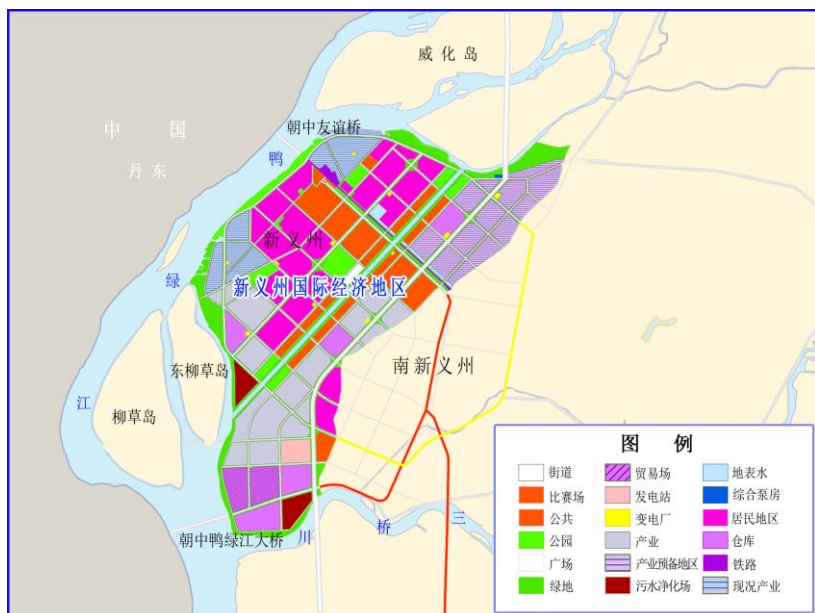 威化岛
中国
朝中友谊桥
丹东
鸭
新义州
绿
新义州国际经济地区
南新义州
东柳草岛
江
柳草岛
图例
街道
贸易场
地表水
比赛场
发电站
综合泵房
公共
变电厂
居民地区
公园
产业
仓库
广场
产业预备地区
铁路
绿地
污水净化场
现况产业
三
桥
川
朝中鸭绿江大桥